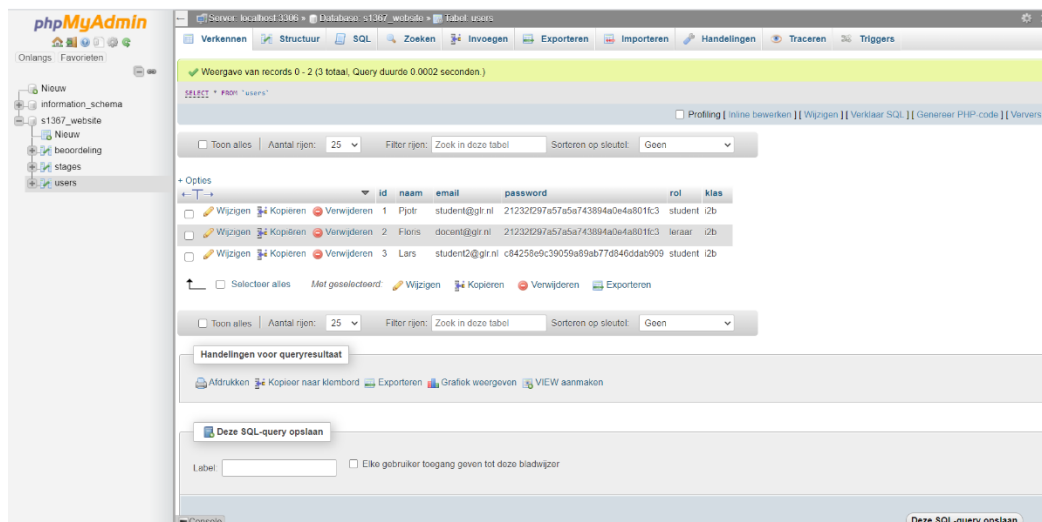 phpMyAdmin
Onlangs Favorieten
Nieuw
information_schema
s1367_website
Nieuw
beoordeling
stages
users
Server: localhost:3306 » Database: s1367_website » Tabel: users
Verkennen Structuur SQL Zoeken Invoegen Exporteren Importeren Handelingen Traceren Triggers
Weergave van records 0 - 2 (3 totaal, Query duurde 0.0002 seconden.)
SELECT * FROM `users`
Profiling [ Inline bewerken ] [ Wijzigen ] [ Verklaar SQL ] [ Genereer PHP-code ] [ Ververs
Toon alles Aantal rijen: 25 Filter rijen: Zoek in deze tabel Sorteren op sleutel: Geen
+ Opties
←T→ id naam email password rol klas
Wijzigen Kopiëren Verwijderen 1 Pjotr student@glr.nl 21232f297a57a5a743894a0e4a801fc3 student i2b
Wijzigen Kopiëren Verwijderen 2 Floris docent@glr.nl 21232f297a57a5a743894a0e4a801fc3 leraar i2b
Wijzigen Kopiëren Verwijderen 3 Lars student2@glr.nl c84258e9c39059a89ab77d846ddab909 student i2b
Selecteer alles Met geselecteerd: Wijzigen Kopiëren Verwijderen Exporteren
Toon alles Aantal rijen: 25 Filter rijen: Zoek in deze tabel Sorteren op sleutel: Geen
Handelingen voor queryresultaat
Afdrukken Kopieer naar klembord Exporteren Grafiek weergeven VIEW aanmaken
Deze SQL-query opslaan
Label: Elke gebruiker toegang geven tot deze bladwijzer
Console Deze SQL-query opslaan